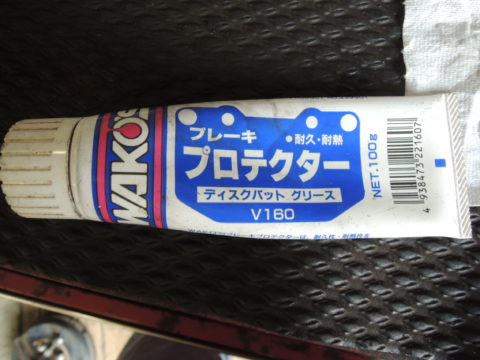 WAKO'S
ブレーキ
●耐久・耐熱
プロテクター
ディスクパット グリース
V160
NET.100g
4 938473 221607